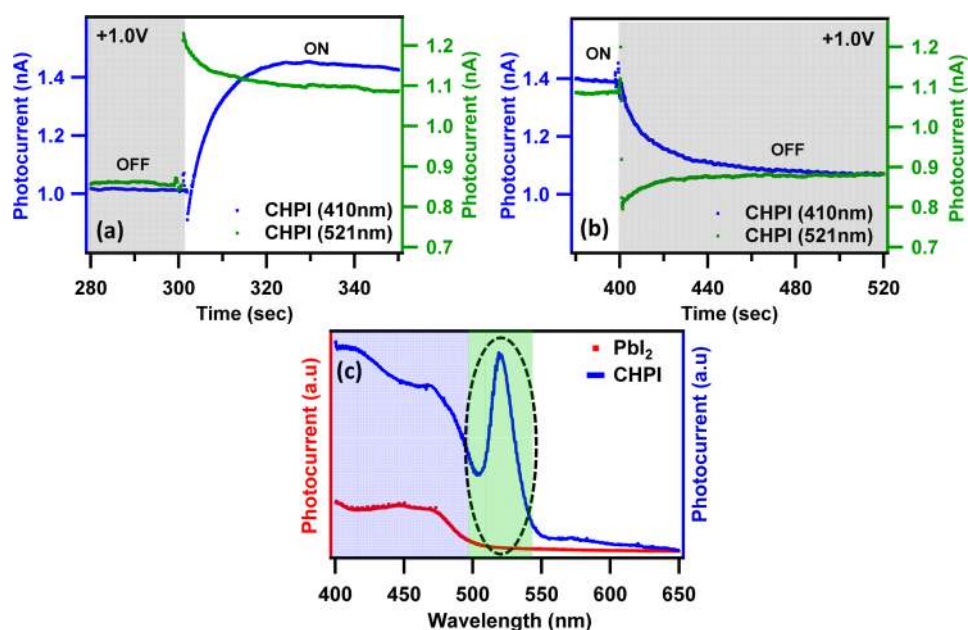 +1.0V
ON
OFF
(a)
CHPI (410nm)
CHPI (521nm)
Photocurrent (nA)
1.4
1.2
1.0
Photocurrent (nA)
1.2
1.1
1.0
0.9
0.8
0.7
280
300
320
340
Time (sec)
+1.0V
ON
OFF
(b)
CHPI (410nm)
CHPI (521nm)
Photocurrent (nA)
1.4
1.2
1.0
Photocurrent (nA)
1.2
1.1
1.0
0.9
0.8
0.7
400
440
480
520
Time (sec)
(c)
PbI₂
CHPI
Photocurrent (a.u)
Photocurrent (a.u)
400
450
500
550
600
650
Wavelength (nm)